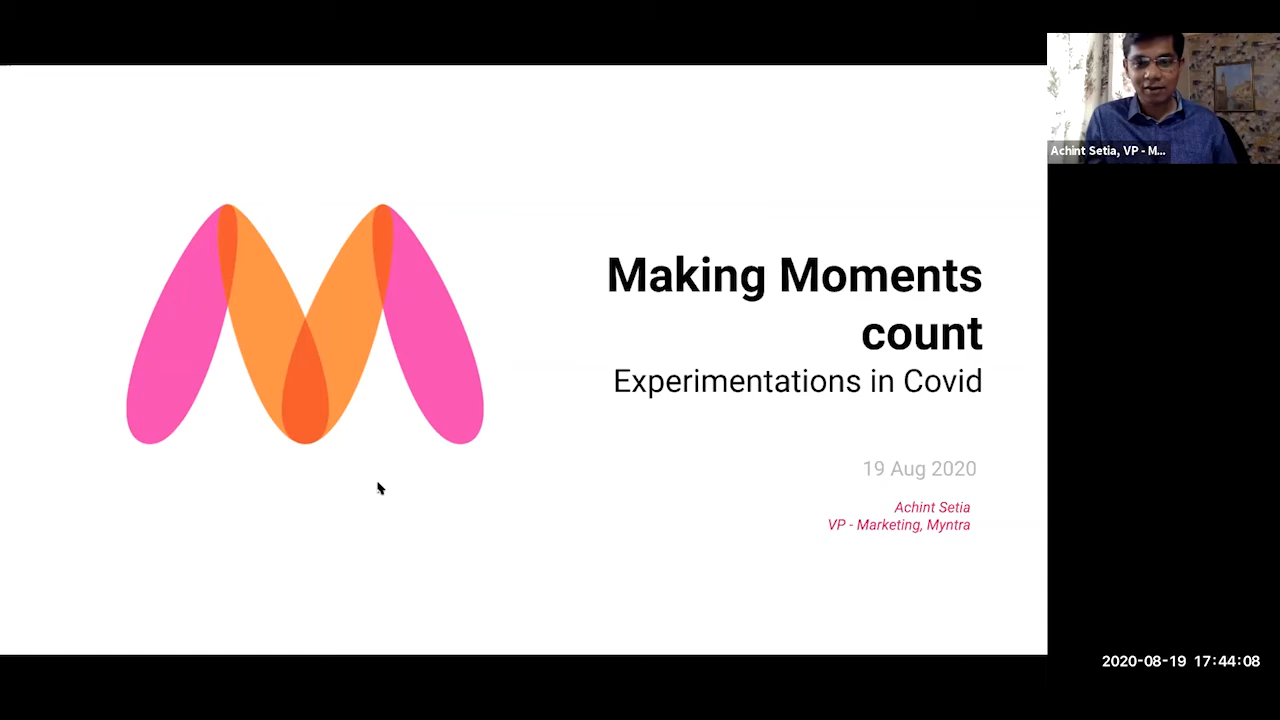 Achint Setia, VP - M...
Making Moments
count
Experimentations in Covid
19 Aug 2020
Achint Setia
VP - Marketing, Myntra
2020-08-19 17:44:08